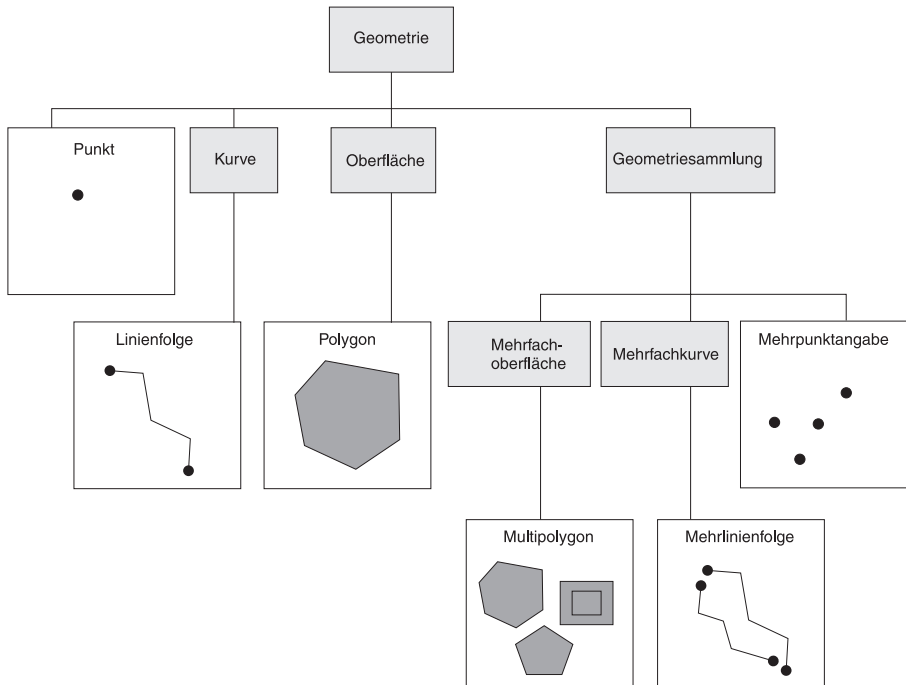 Geometrie
Punkt
Kurve
Oberfläche
Geometriesammlung
Linienfolge
Polygon
Mehrfach-
oberfläche
Mehrfachkurve
Mehrpunktangabe
Multipolygon
Mehrlinienfolge